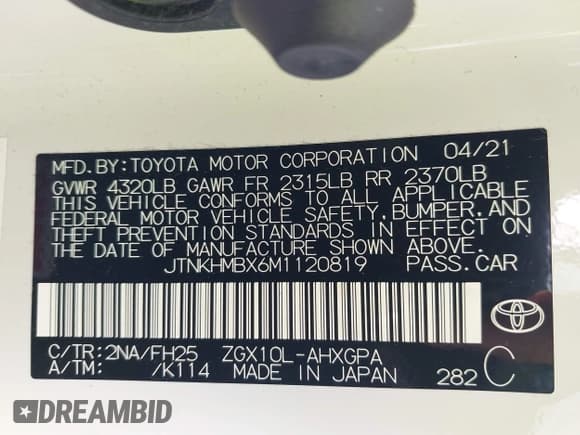 MFD.BY:TOYOTA MOTOR CORPORATION 04/21
GVWR 4320LB GAWR FR 2315LB RR 2370LB
THIS VEHICLE CONFORMS TO ALL APPLICABLE
FEDERAL MOTOR VEHICLE SAFETY, BUMPER, AND
THEFT PREVENTION STANDARDS IN EFFECT ON
THE DATE OF MANUFACTURE SHOWN ABOVE.
JTNKHMBX6M1120819 PASS.CAR
C/TR:2NA/FH25 ZGX10L-AHXGPA
A/TM: /K114 MADE IN JAPAN 282 C
DREAMBID